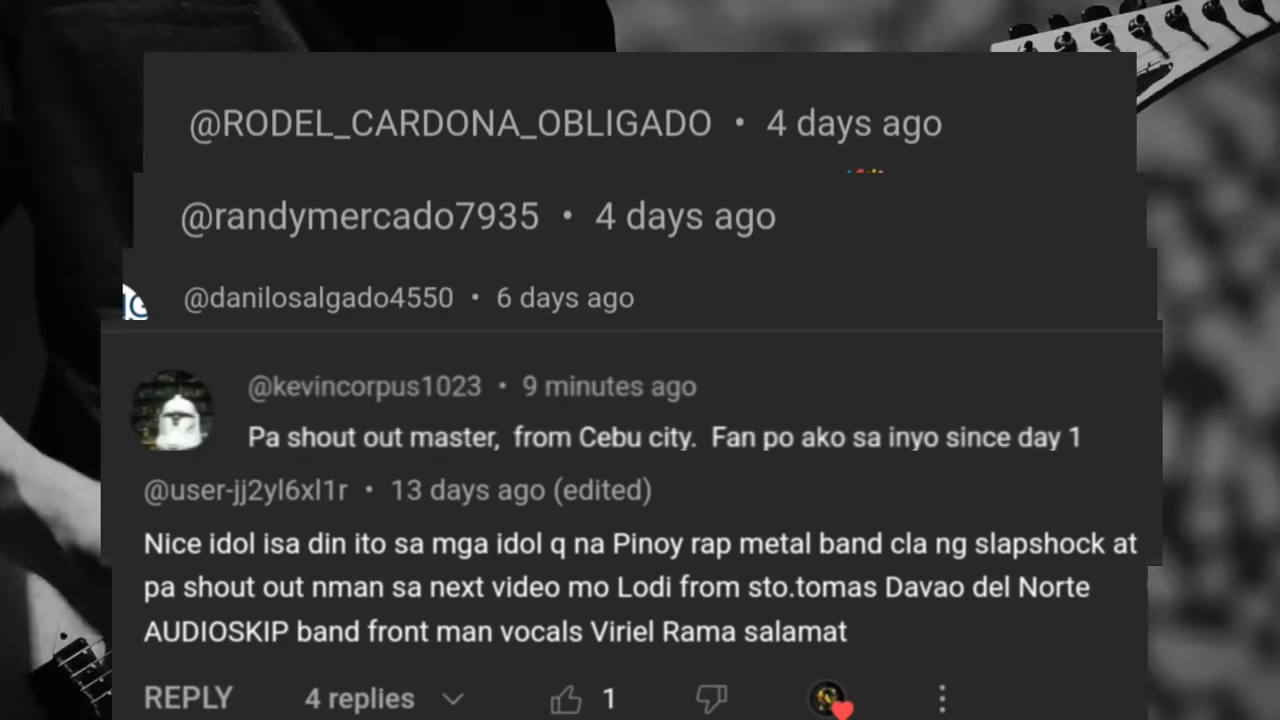 @RODEL_CARDONA_OBLIGADO • 4 days ago
@randymercado7935 • 4 days ago
@danilosalgado4550 • 6 days ago
@kevincorpus1023 • 9 minutes ago
Pa shout out master, from Cebu city. Fan po ako sa inyo since day 1
@user-jj2yl6xl1r • 13 days ago (edited)
Nice idol isa din ito sa mga idol q na Pinoy rap metal band cla ng slapshock at
pa shout out nman sa next video mo Lodi from sto.tomas Davao del Norte
AUDIOSKIP band front man vocals Viriel Rama salamat
REPLY 4 replies 1